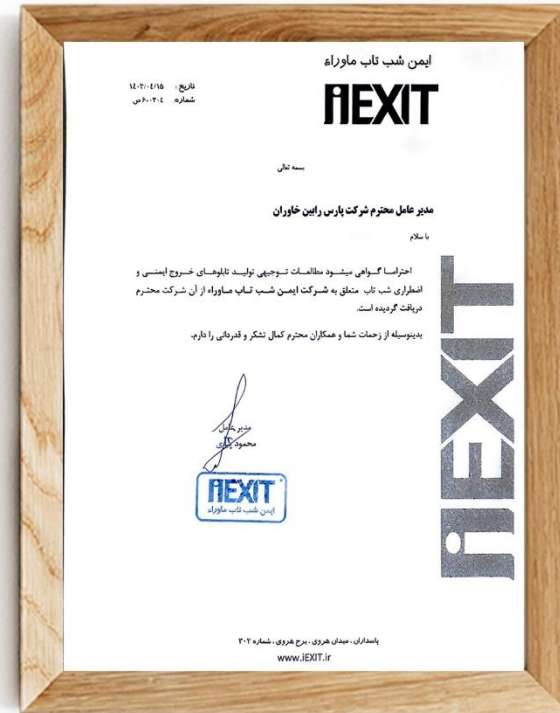 ایمن شب تاب ماوراء
iEXIT
تاریخ: ۱۴۰۲/۰۴/۱۵
شماره:
بسمه تعالی
مدیر عامل محترم شرکت پارس رابین خاوران
با سلام
احتراما گواهی میشود مطالعات توجیهی تولید تابلوهای خروج ایمنی و
اضطراری شب تاب متعلق به شرکت ایمن شب تاب ماوراء از آن شرکت محترم
دریافت گردیده است.
بدینوسیله از زحمات شما و همکاران محترم کمال تشکر و قدردانی را دارم.
مدیر عامل
محمود
iEXIT
ایمن شب تاب ماوراء
iEXIT
پاسداران ، میدان هروی ، برج هروی ، شماره ۳۰۲
www.iEXIT.ir